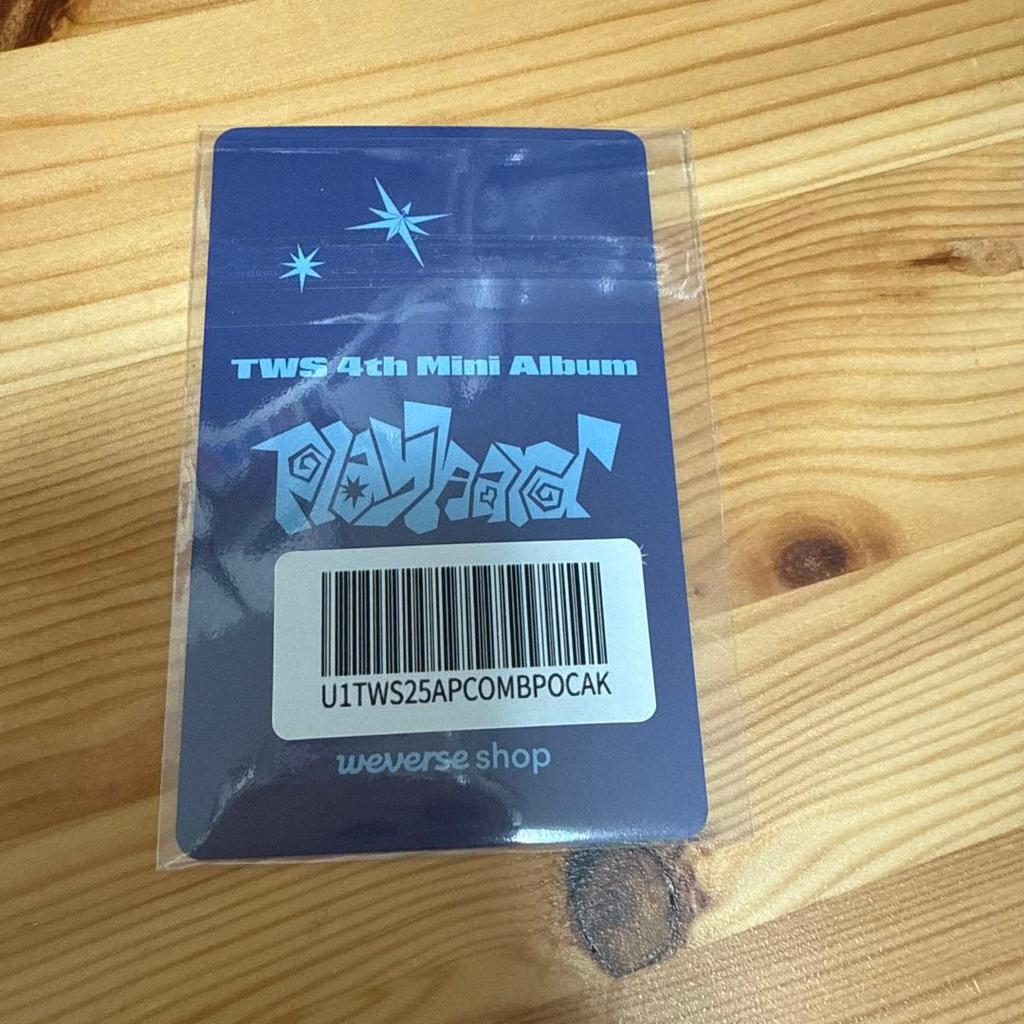 TWS 4th Mini Album
play hard
U1TWS25APCOMBPOCAK
weverse shop